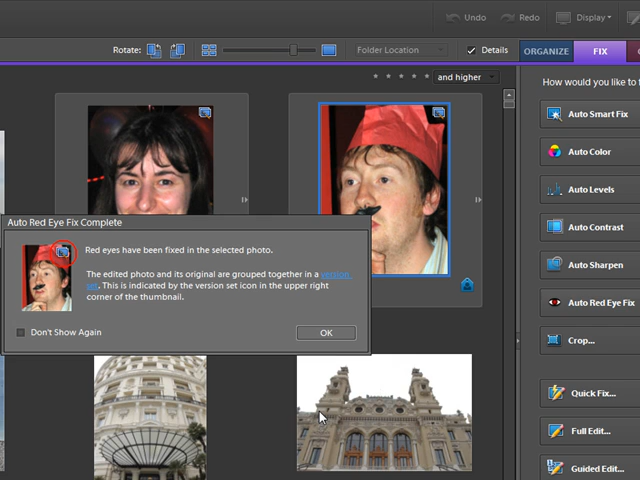 Undo
Redo
Display
Rotate:
Folder Location
Details
ORGANIZE
FIX
and higher
How would you like to
Auto Smart Fix
Auto Color
Auto Levels
Auto Contrast
Auto Sharpen
Auto Red Eye Fix
Crop...
Quick Fix...
Full Edit...
Guided Edit...
Auto Red Eye Fix Complete
Red eyes have been fixed in the selected photo.
The edited photo and its original are grouped together in a version
set. This is indicated by the version set icon in the upper right
corner of the thumbnail.
Don't Show Again
OK